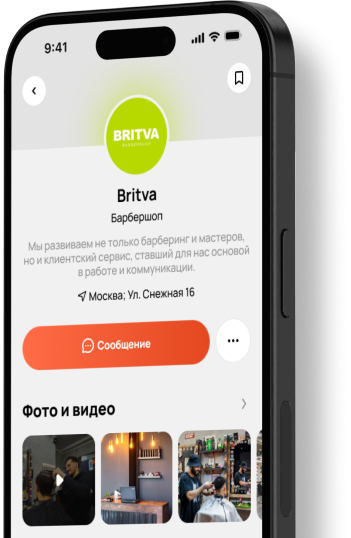 9:41
BRITVA
Britva
Барбершоп
Мы развиваем не только барберинг и мастеров,
но и клиентский сервис, ставший для нас основой
в работе и коммуникации.
Москва; Ул. Снежная 16
Сообщение
Фото и видео